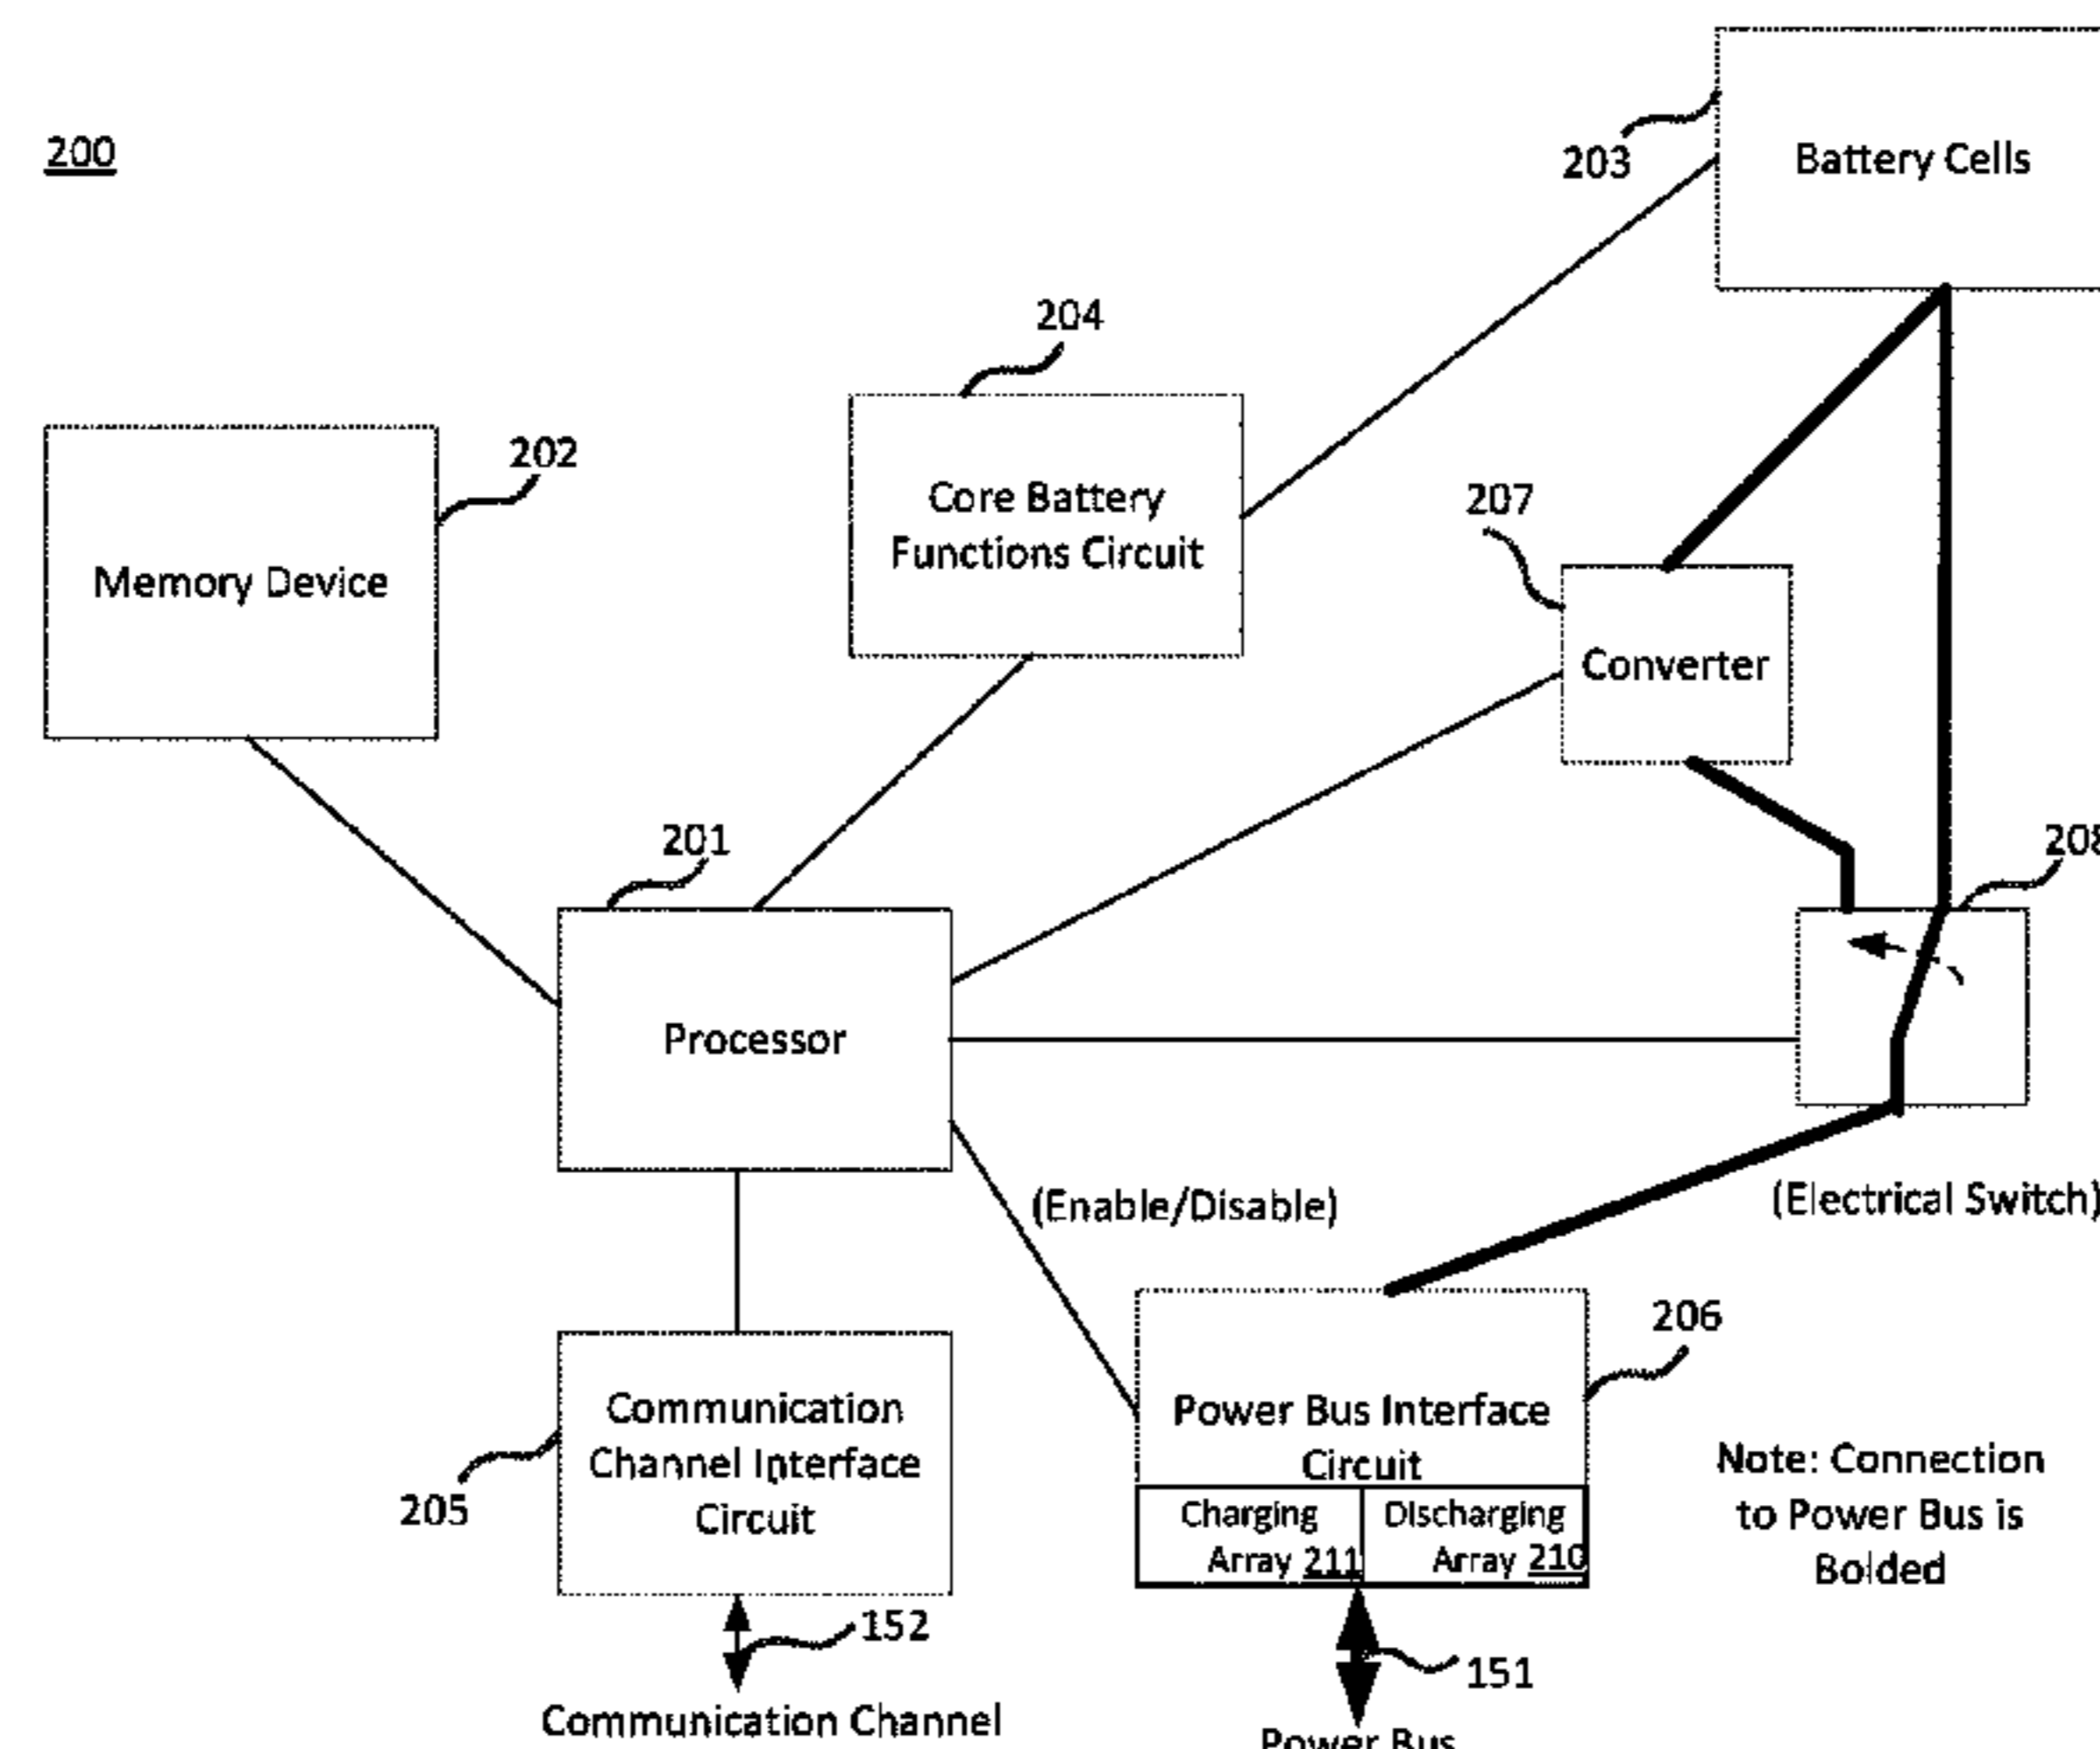 200
203
Battery Cells
204
202
Core Battery
Functions Circuit
207
Memory Device
Converter
201
208
Processor
(Enable/Disable)
(Electrical Switch)
206
Communication
Channel Interface
Circuit
205
Power Bus Interface
Circuit
Charging
Array 211
Discharging
Array 210
Note: Connection
to Power Bus is
Bolded
152
151
Communication Channel
Power Bus